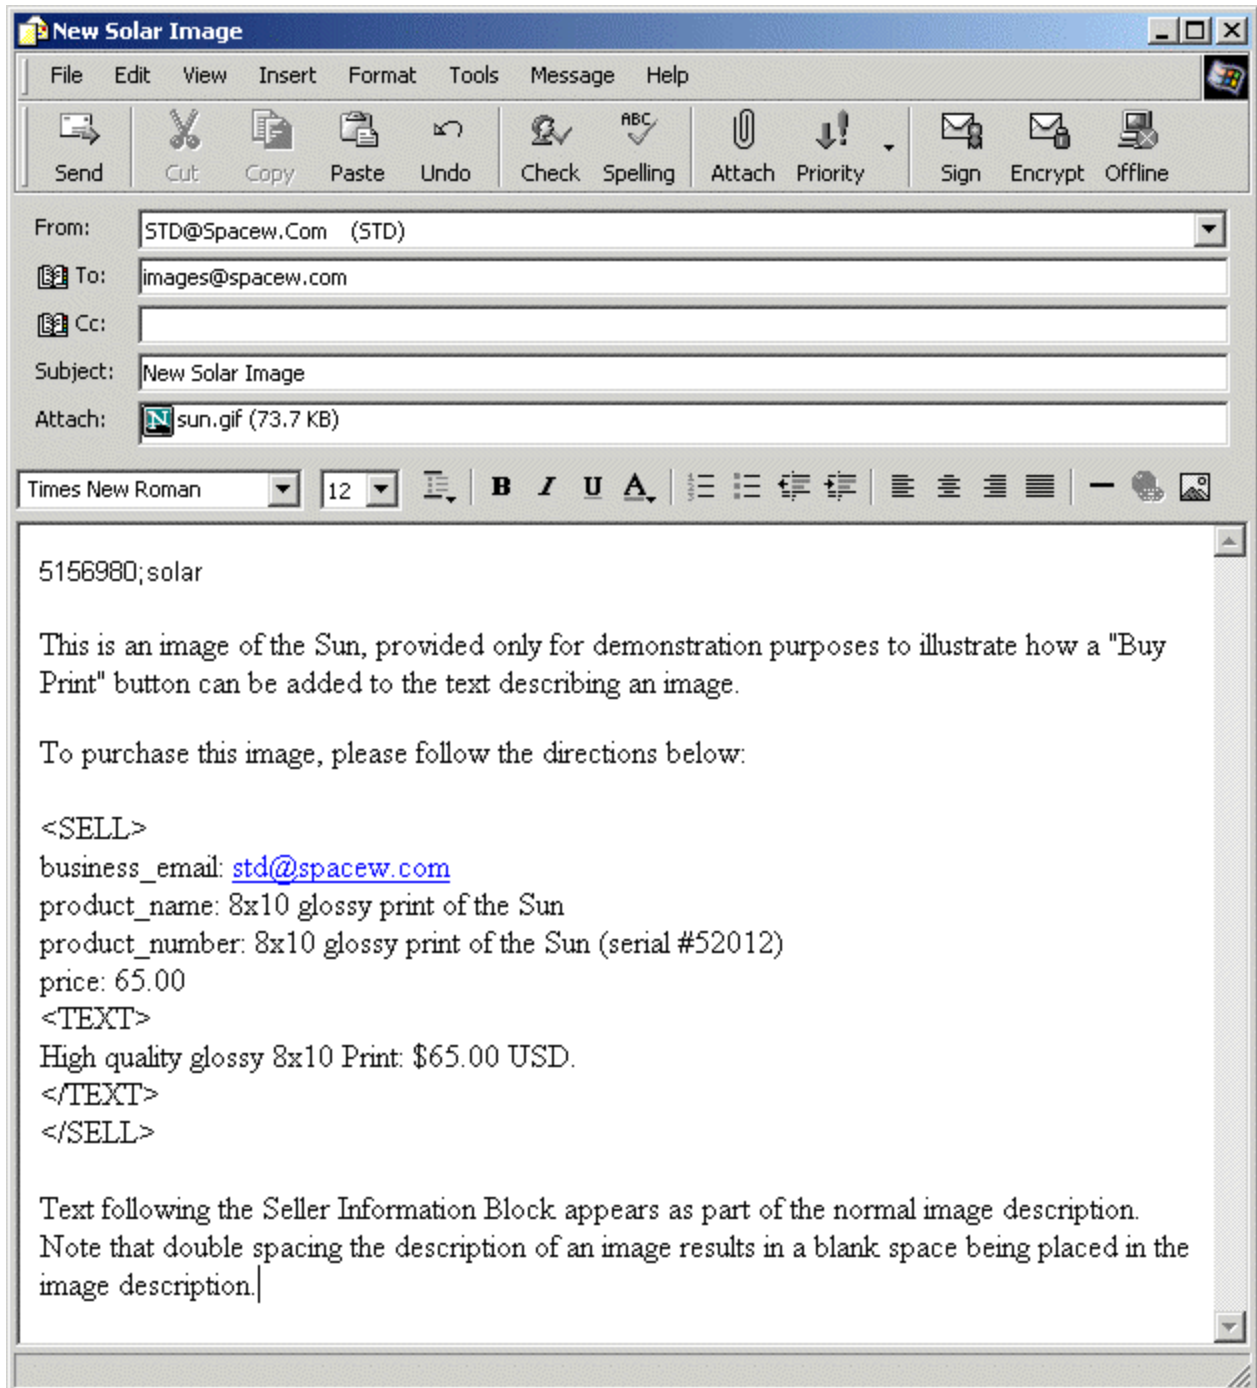 New Solar Image
File Edit View Insert Format Tools Message Help
ABC
Send Cut Copy Paste Undo Check Spelling Attach Priority Sign Encrypt Offline
From: STD@Spacew.Com (STD)
To: images@spacew.com
Cc:
Subject: New Solar Image
Attach: N sun.gif (73.7 KB)
Times New Roman 12 B I U A
5156980;solar
This is an image of the Sun, provided only for demonstration purposes to illustrate how a "Buy
Print" button can be added to the text describing an image.
To purchase this image, please follow the directions below:
<SELL>
business_email: std@spacew.com
product_name: 8x10 glossy print of the Sun
product_number: 8x10 glossy print of the Sun (serial #52012)
price: 65.00
<TEXT>
High quality glossy 8x10 Print: $65.00 USD.
</TEXT>
</SELL>
Text following the Seller Information Block appears as part of the normal image description.
Note that double spacing the description of an image results in a blank space being placed in the
image description.